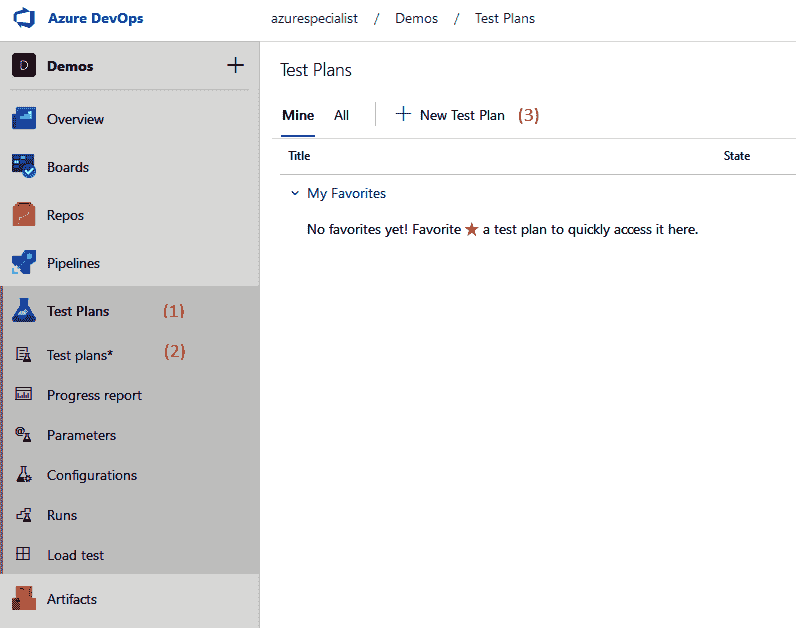 Azure DevOps
azurespecialist / Demos / Test Plans
D Demos +
Overview
Boards
Repos
Pipelines
Test Plans (1)
Test plans* (2)
Progress report
Parameters
Configurations
Runs
Load test
Artifacts
Test Plans
Mine All + New Test Plan (3)
Title State
My Favorites
No favorites yet! Favorite ★ a test plan to quickly access it here.